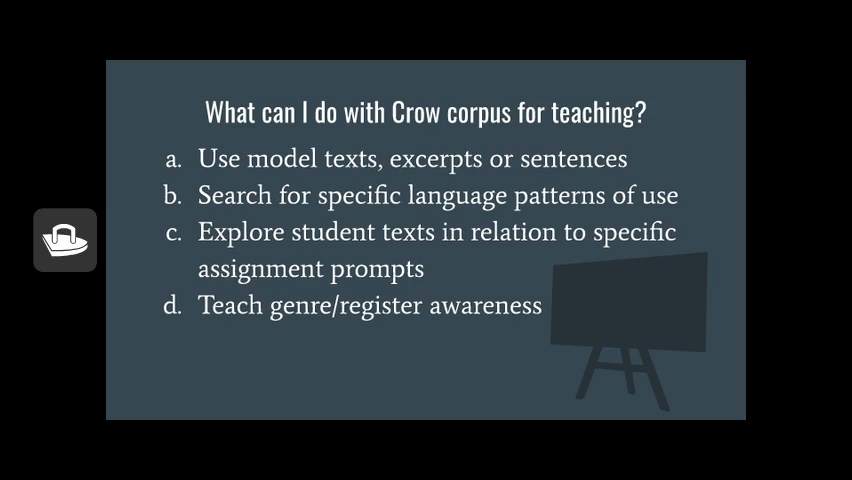 What can I do with Crow corpus for teaching?
a. Use model texts, excerpts or sentences
b. Search for specific language patterns of use
c. Explore student texts in relation to specific
assignment prompts
d. Teach genre/register awareness